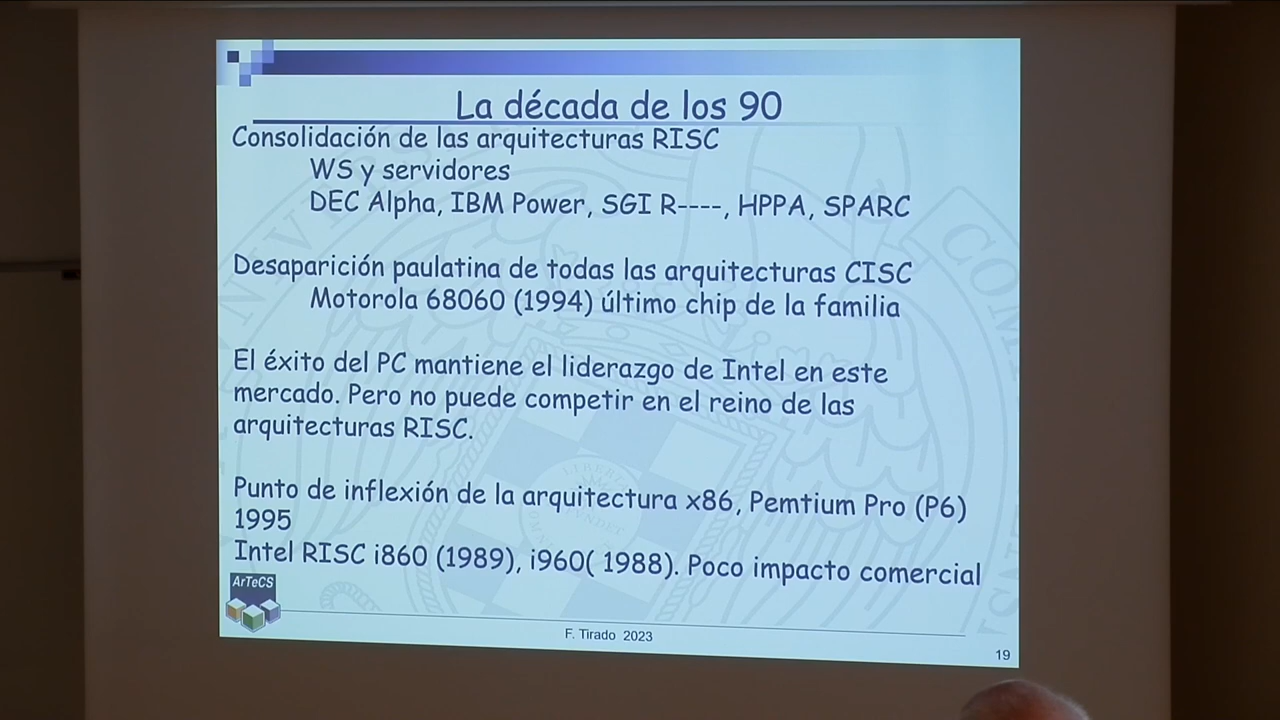 La década de los 90
Consolidación de las arquitecturas RISC
WS y servidores
DEC Alpha, IBM Power, SGI R----, HPPA, SPARC
Desaparición paulatina de todas las arquitecturas CISC
Motorola 68060 (1994) último chip de la familia
El éxito del PC mantiene el liderazgo de Intel en este
mercado. Pero no puede competir en el reino de las
arquitecturas RISC.
Punto de inflexión de la arquitectura x86, Pemtium Pro (P6)
1995
Intel RISC i860 (1989), i960( 1988). Poco impacto comercial
ArTeCS
F. Tirado 2023
19